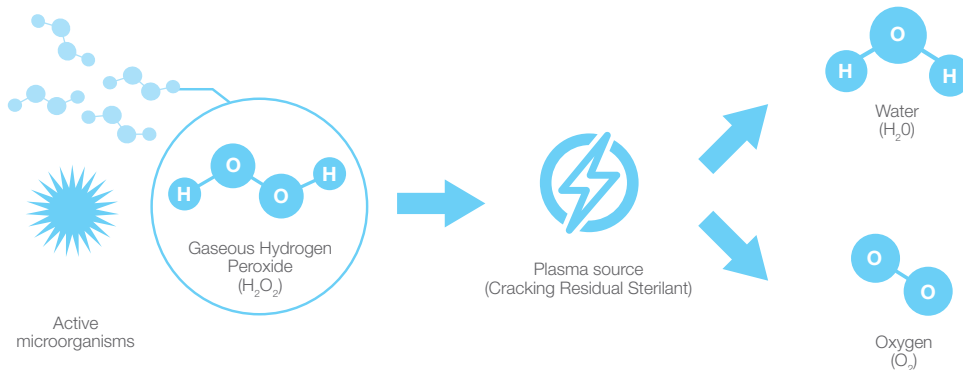 H
O
O
H
Gaseous Hydrogen
Peroxide
(H₂O₂)
Active
microorganisms
Plasma source
(Cracking Residual Sterilant)
O
H
H
Water
(H₂0)
O
O
Oxygen
(O₂)